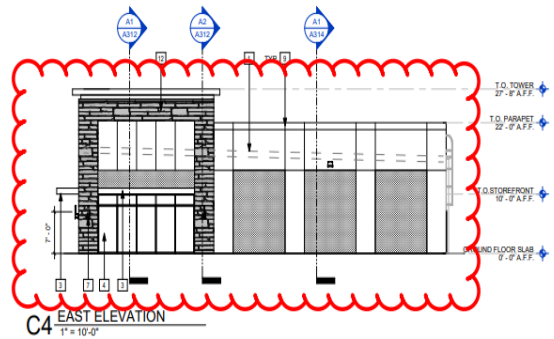 A1
A312
A2
A312
A1
A314
12
TYP.
9
T.O. TOWER
27' - 8" A.F.F.
T.O. PARAPET
22' - 0" A.F.F.
T.O. STOREFRONT
10' - 0" A.F.F.
7' - 0"
GROUND FLOOR SLAB
0' - 0" A.F.F.
3
7
4
3
C4
EAST ELEVATION
1" = 10'-0"